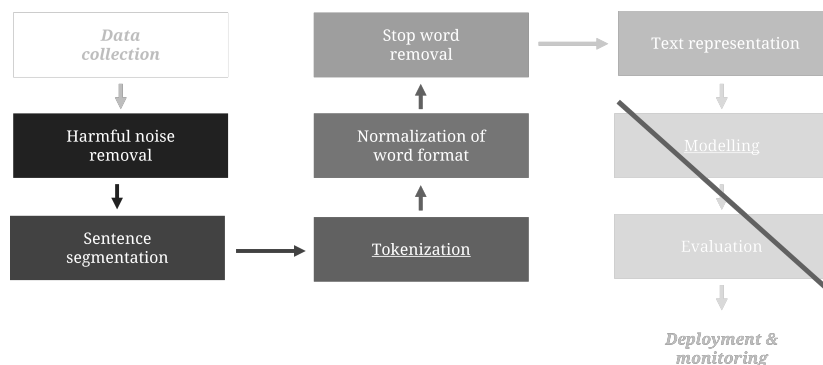 Data
collection
Harmful noise
removal
Sentence
segmentation
Tokenization
Normalization of
word format
Stop word
removal
Text representation
Modelling
Evaluation
Deployment &
monitoring